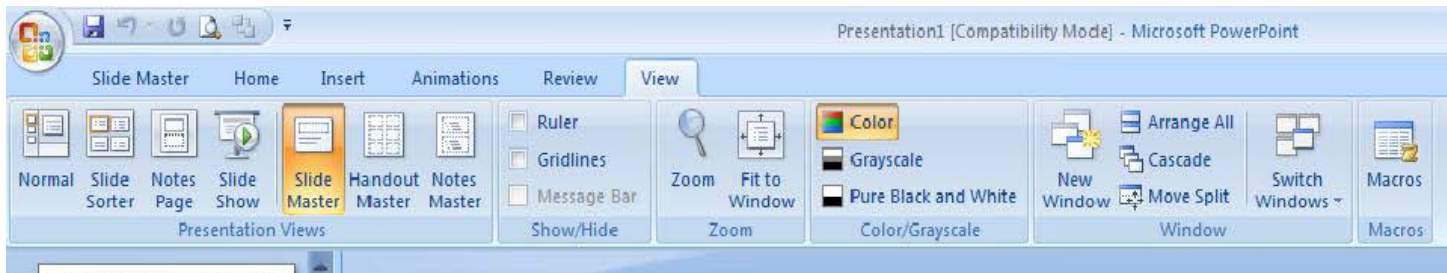 Presentation1 [Compatibility Mode] - Microsoft PowerPoint
Slide Master Home Insert Animations Review View
Normal Slide Sorter Notes Page Slide Show Slide Master Handout Master Notes Master
Presentation Views
Ruler
Gridlines
Message Bar
Show/Hide
Zoom Fit to Window
Zoom
Color
Grayscale
Pure Black and White
Color/Grayscale
New Window
Arrange All
Cascade
Move Split
Switch Windows
Window
Macros
Macros